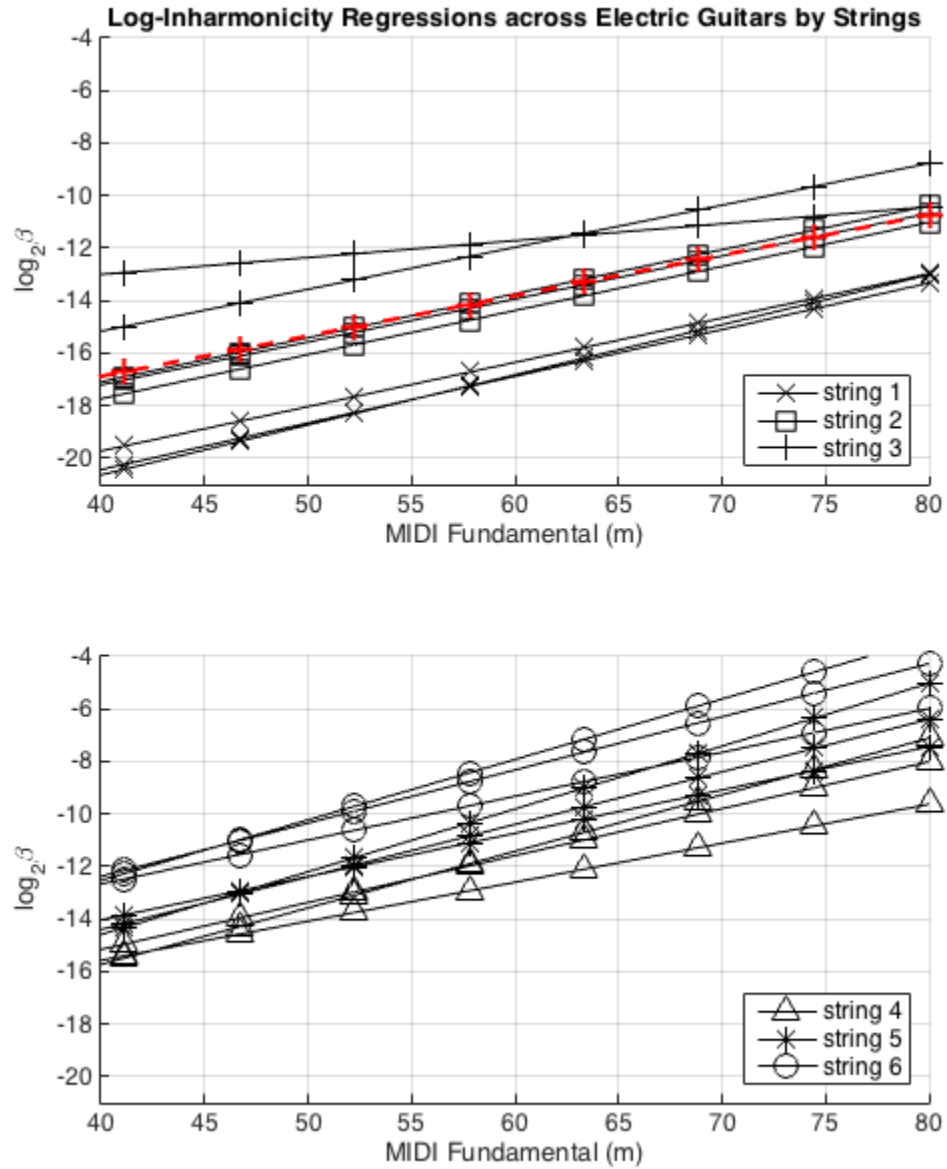 Log-Inharmonicity Regressions across Electric Guitars by Strings
-4
-6
-8
-10
-12
-14
-16
-18
-20
log₂β
40 45 50 55 60 65 70 75 80
MIDI Fundamental (m)
string 1
string 2
string 3
-4
-6
-8
-10
-12
-14
-16
-18
-20
log₂β
string 4
string 5
string 6
40 45 50 55 60 65 70 75 80
MIDI Fundamental (m)